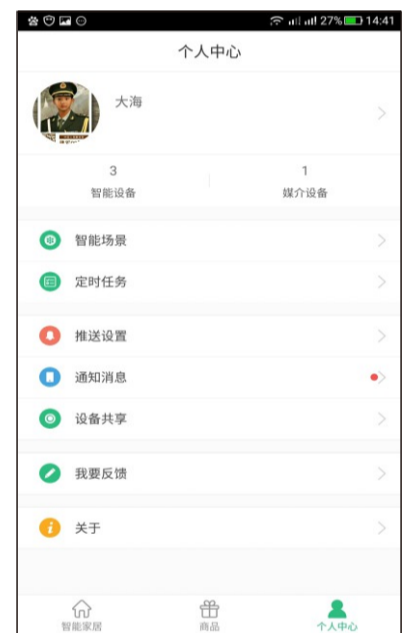 27% 14:41
个人中心
大海
3
智能设备
1
媒介设备
智能场景
定时任务
推送设置
通知消息
设备共享
我要反馈
关于
智能家居
商品
个人中心